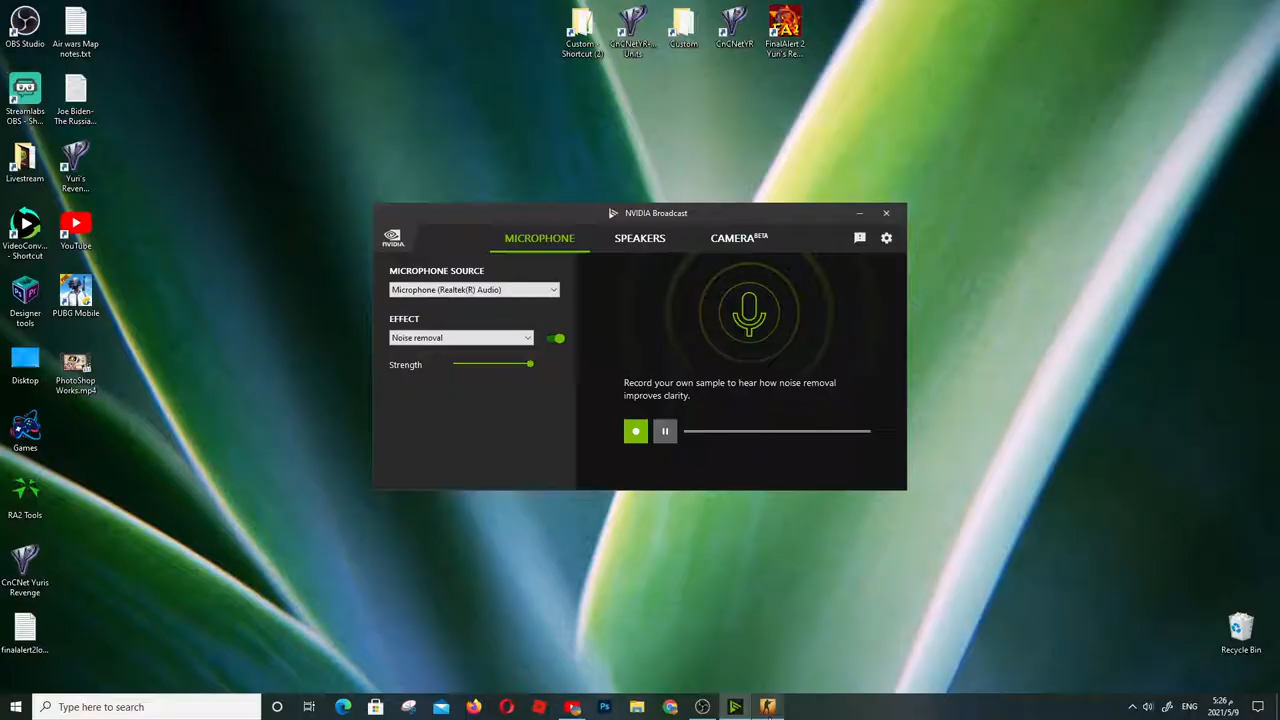 OBS Studio
Air wars Map
notes.txt
Custom -
Shortcut (2)
CnCNetYR-...
Units
Custom
CnCNetYR
FinalAlert 2
Yuri's Re...
Streamlabs
OBS - Sh...
Joe Biden-
The Russia...
Livestream
Yuri's
Reven...
VideoConv...
- Shortcut
YouTube
Designer
tools
PUBG Mobile
Disktop
PhotoShop
Works.mp4
Games
RA2 Tools
CnCNet Yuris
Revenge
finalalert2lo...
NVIDIA Broadcast
NVIDIA
MICROPHONE
SPEAKERS
CAMERA BETA
MICROPHONE SOURCE
Microphone (Realtek(R) Audio)
EFFECT
Noise removal
Strength
Record your own sample to hear how noise removal
improves clarity.
Recycle Bin
Type here to search
Ps
ENG
5:26 م
2021/5/9